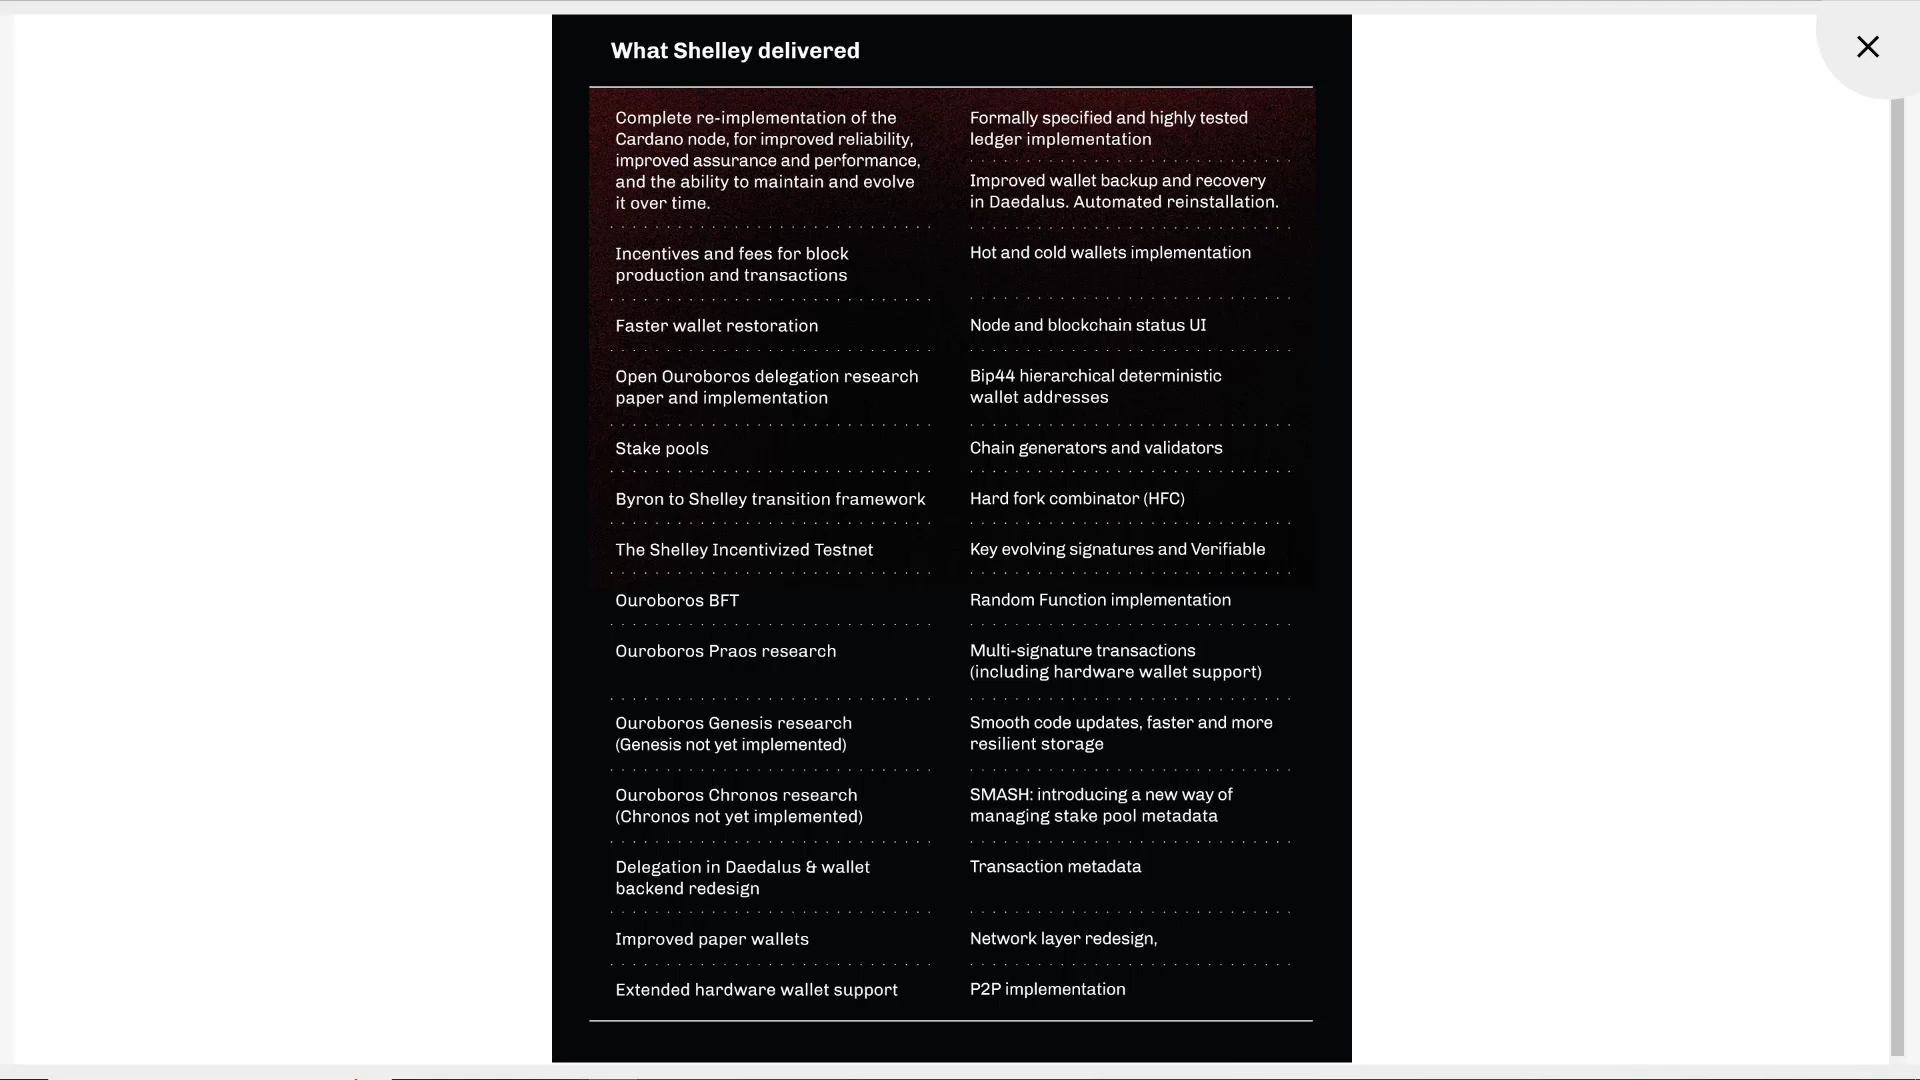 What Shelley delivered
Complete re-implementation of the
Cardano node, for improved reliability,
improved assurance and performance,
and the ability to maintain and evolve
it over time.
Incentives and fees for block
production and transactions
Faster wallet restoration
Open Ouroboros delegation research
paper and implementation
Stake pools
Byron to Shelley transition framework
The Shelley Incentivized Testnet
Ouroboros BFT
Ouroboros Praos research
Ouroboros Genesis research
(Genesis not yet implemented)
Ouroboros Chronos research
(Chronos not yet implemented)
Delegation in Daedalus & wallet
backend redesign
Improved paper wallets
Extended hardware wallet support
Formally specified and highly tested
ledger implementation
Improved wallet backup and recovery
in Daedalus. Automated reinstallation.
Hot and cold wallets implementation
Node and blockchain status UI
Bip44 hierarchical deterministic
wallet addresses
Chain generators and validators
Hard fork combinator (HFC)
Key evolving signatures and Verifiable
Random Function implementation
Multi-signature transactions
(including hardware wallet support)
Smooth code updates, faster and more
resilient storage
SMASH: introducing a new way of
managing stake pool metadata
Transaction metadata
Network layer redesign,
P2P implementation